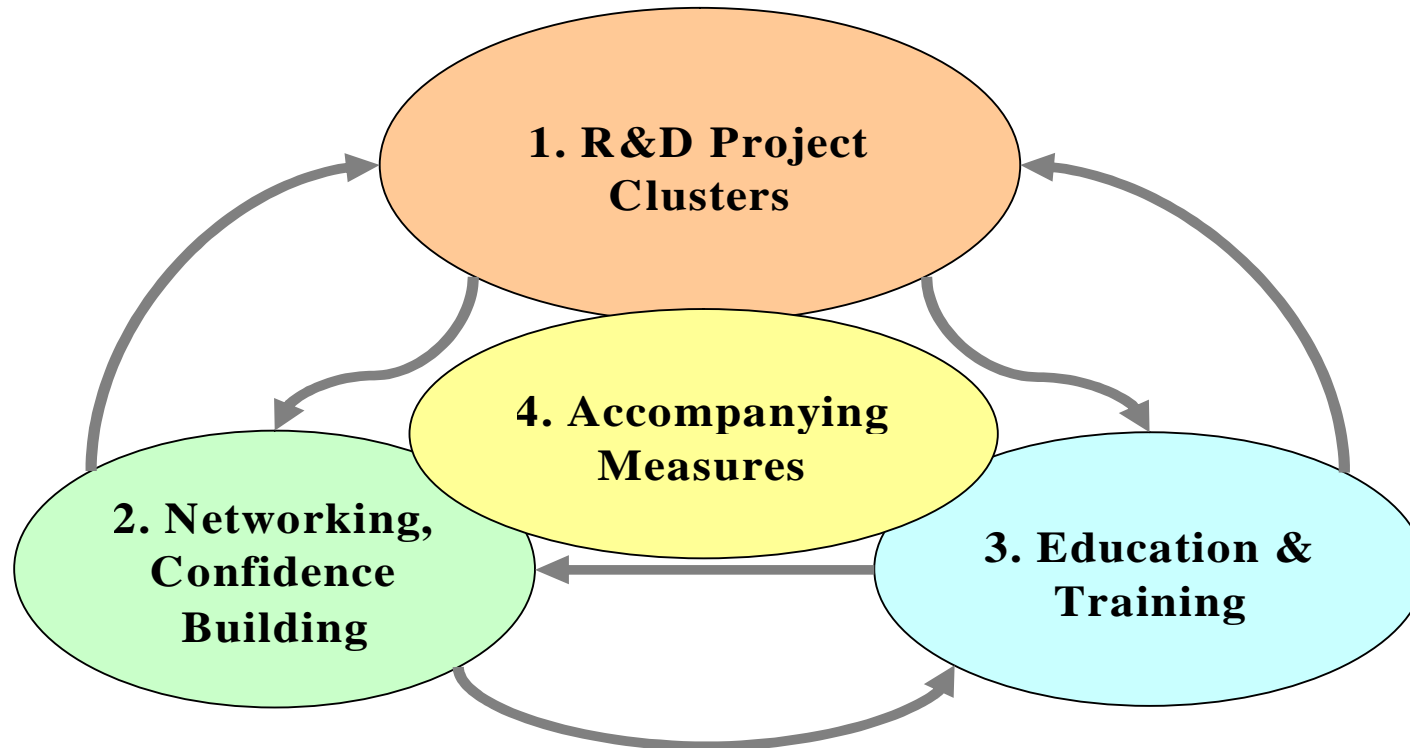 1. R&D Project
Clusters
4. Accompanying
Measures
2. Networking,
Confidence
Building
3. Education &
Training